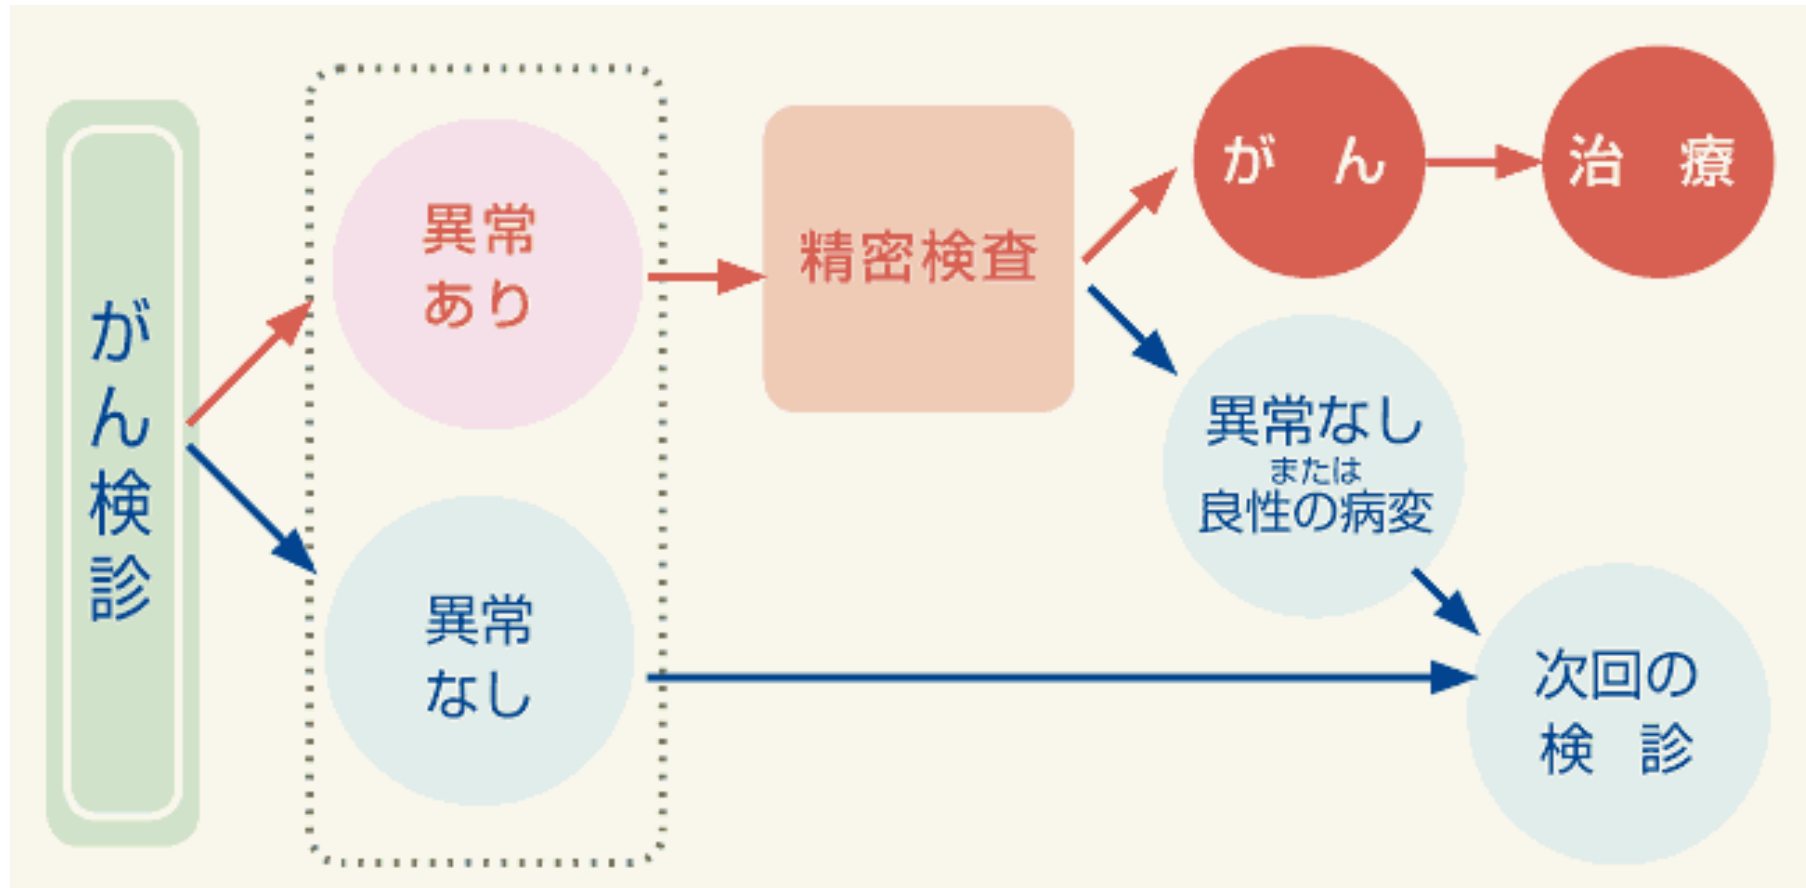 がん検診
異常
あり
異常
なし
精密検査
がん
治療
異常なし
または
良性の病変
次回の
検診